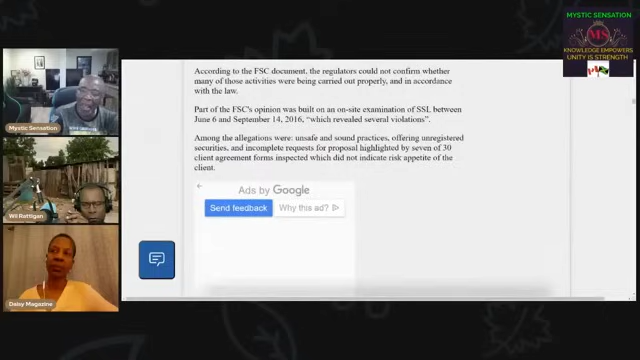 MYSTIC SENSATION
MS
KNOWLEDGE EMPOWERS
UNITY IS STRENGTH
According to the FSC document, the regulators could not confirm whether
many of those activities were being carried out properly, and in accordance
with the law.
Part of the FSC's opinion was built on an on-site examination of SSL between
June 6 and September 14, 2016, "which revealed several violations".
Among the allegations were: unsafe and sound practices, offering unregistered
securities, and incomplete requests for proposal highlighted by seven of 30
client agreement forms inspected which did not indicate risk appetite of the
client.
Ads by Google
Send feedback
Why this ad?
Mystic Sensation
Wil Rattigan
Daisy Magazine